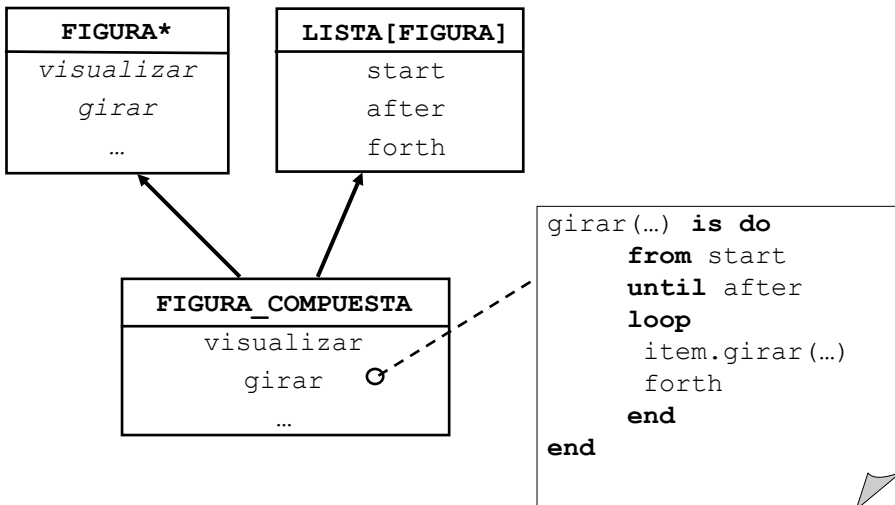 FIGURA*
visualizar
girar
…
LISTA[FIGURA]
start
after
forth
FIGURA_COMPUESTA
visualizar
girar
…
girar(…) is do
from start
until after
loop
item.girar(…)
forth
end
end